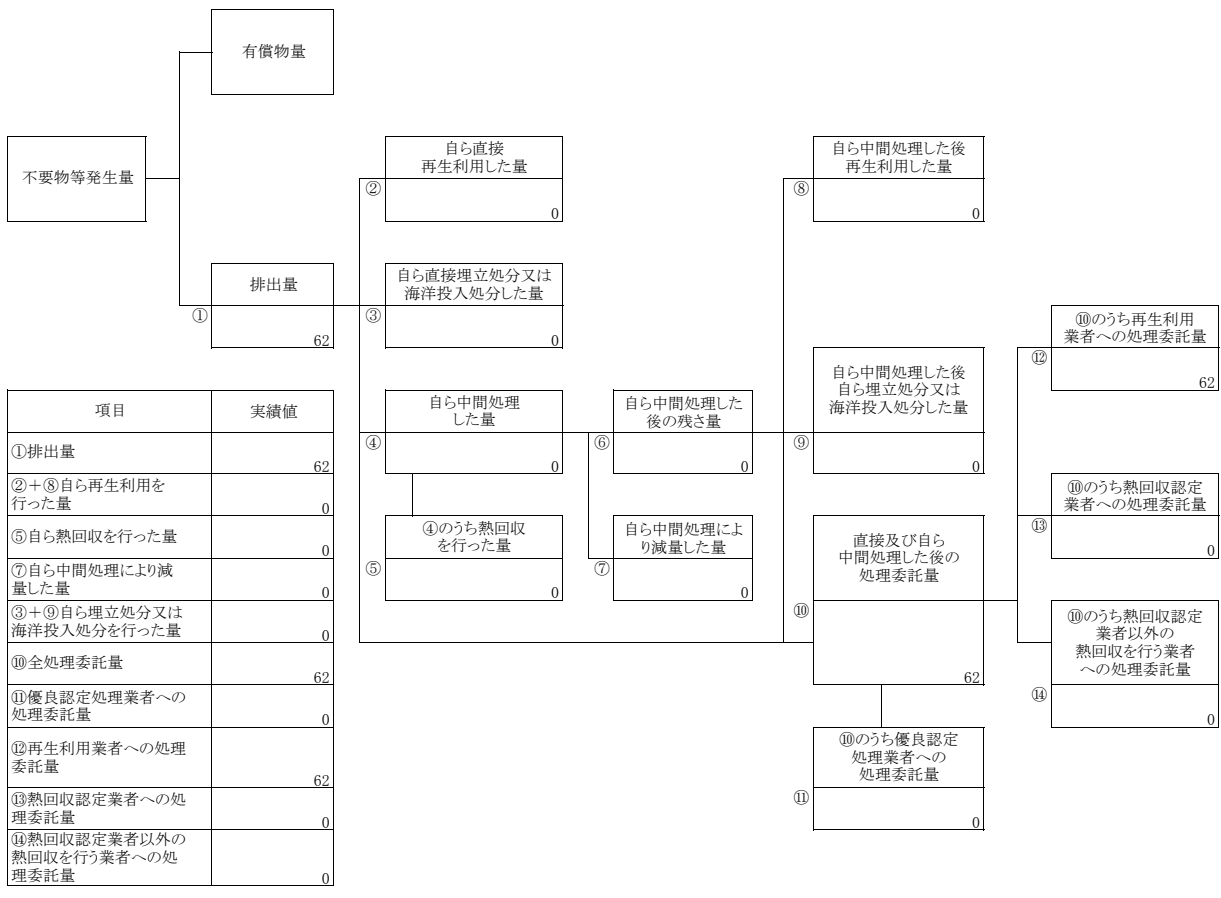 有償物量
不要物等発生量
排出量
①
62
自ら直接
再生利用した量
②
0
自ら直接埋立処分又は
海洋投入処分した量
③
0
自ら中間処理
した量
④
0
④のうち熱回収
を行った量
⑤
0
自ら中間処理した
後の残さ量
⑥
0
自ら中間処理によ
り減量した量
⑦
0
自ら中間処理した後
再生利用した量
⑧
0
自ら中間処理した後
自ら埋立処分又は
海洋投入処分した量
⑨
0
直接及び自ら
中間処理した後の
処理委託量
⑩
62
⑩のうち優良認定
処理業者への
処理委託量
⑪
0
⑩のうち再生利用
業者への処理委託量
⑫
62
⑩のうち熱回収認定
業者への処理委託量
⑬
0
⑩のうち熱回収認定
業者以外の
熱回収を行う業者
への処理委託量
⑭
0
項目 実績値
①排出量
62
②＋⑧自ら再生利用を
行った量
0
⑤自ら熱回収を行った量
0
⑦自ら中間処理により減
量した量
0
③＋⑨自ら埋立処分又は
海洋投入処分を行った量
0
⑩全処理委託量
62
⑪優良認定処理業者への
処理委託量
0
⑫再生利用業者への処理
委託量
62
⑬熱回収認定業者への処
理委託量
0
⑭熱回収認定業者以外の
熱回収を行う業者への処
理委託量
0